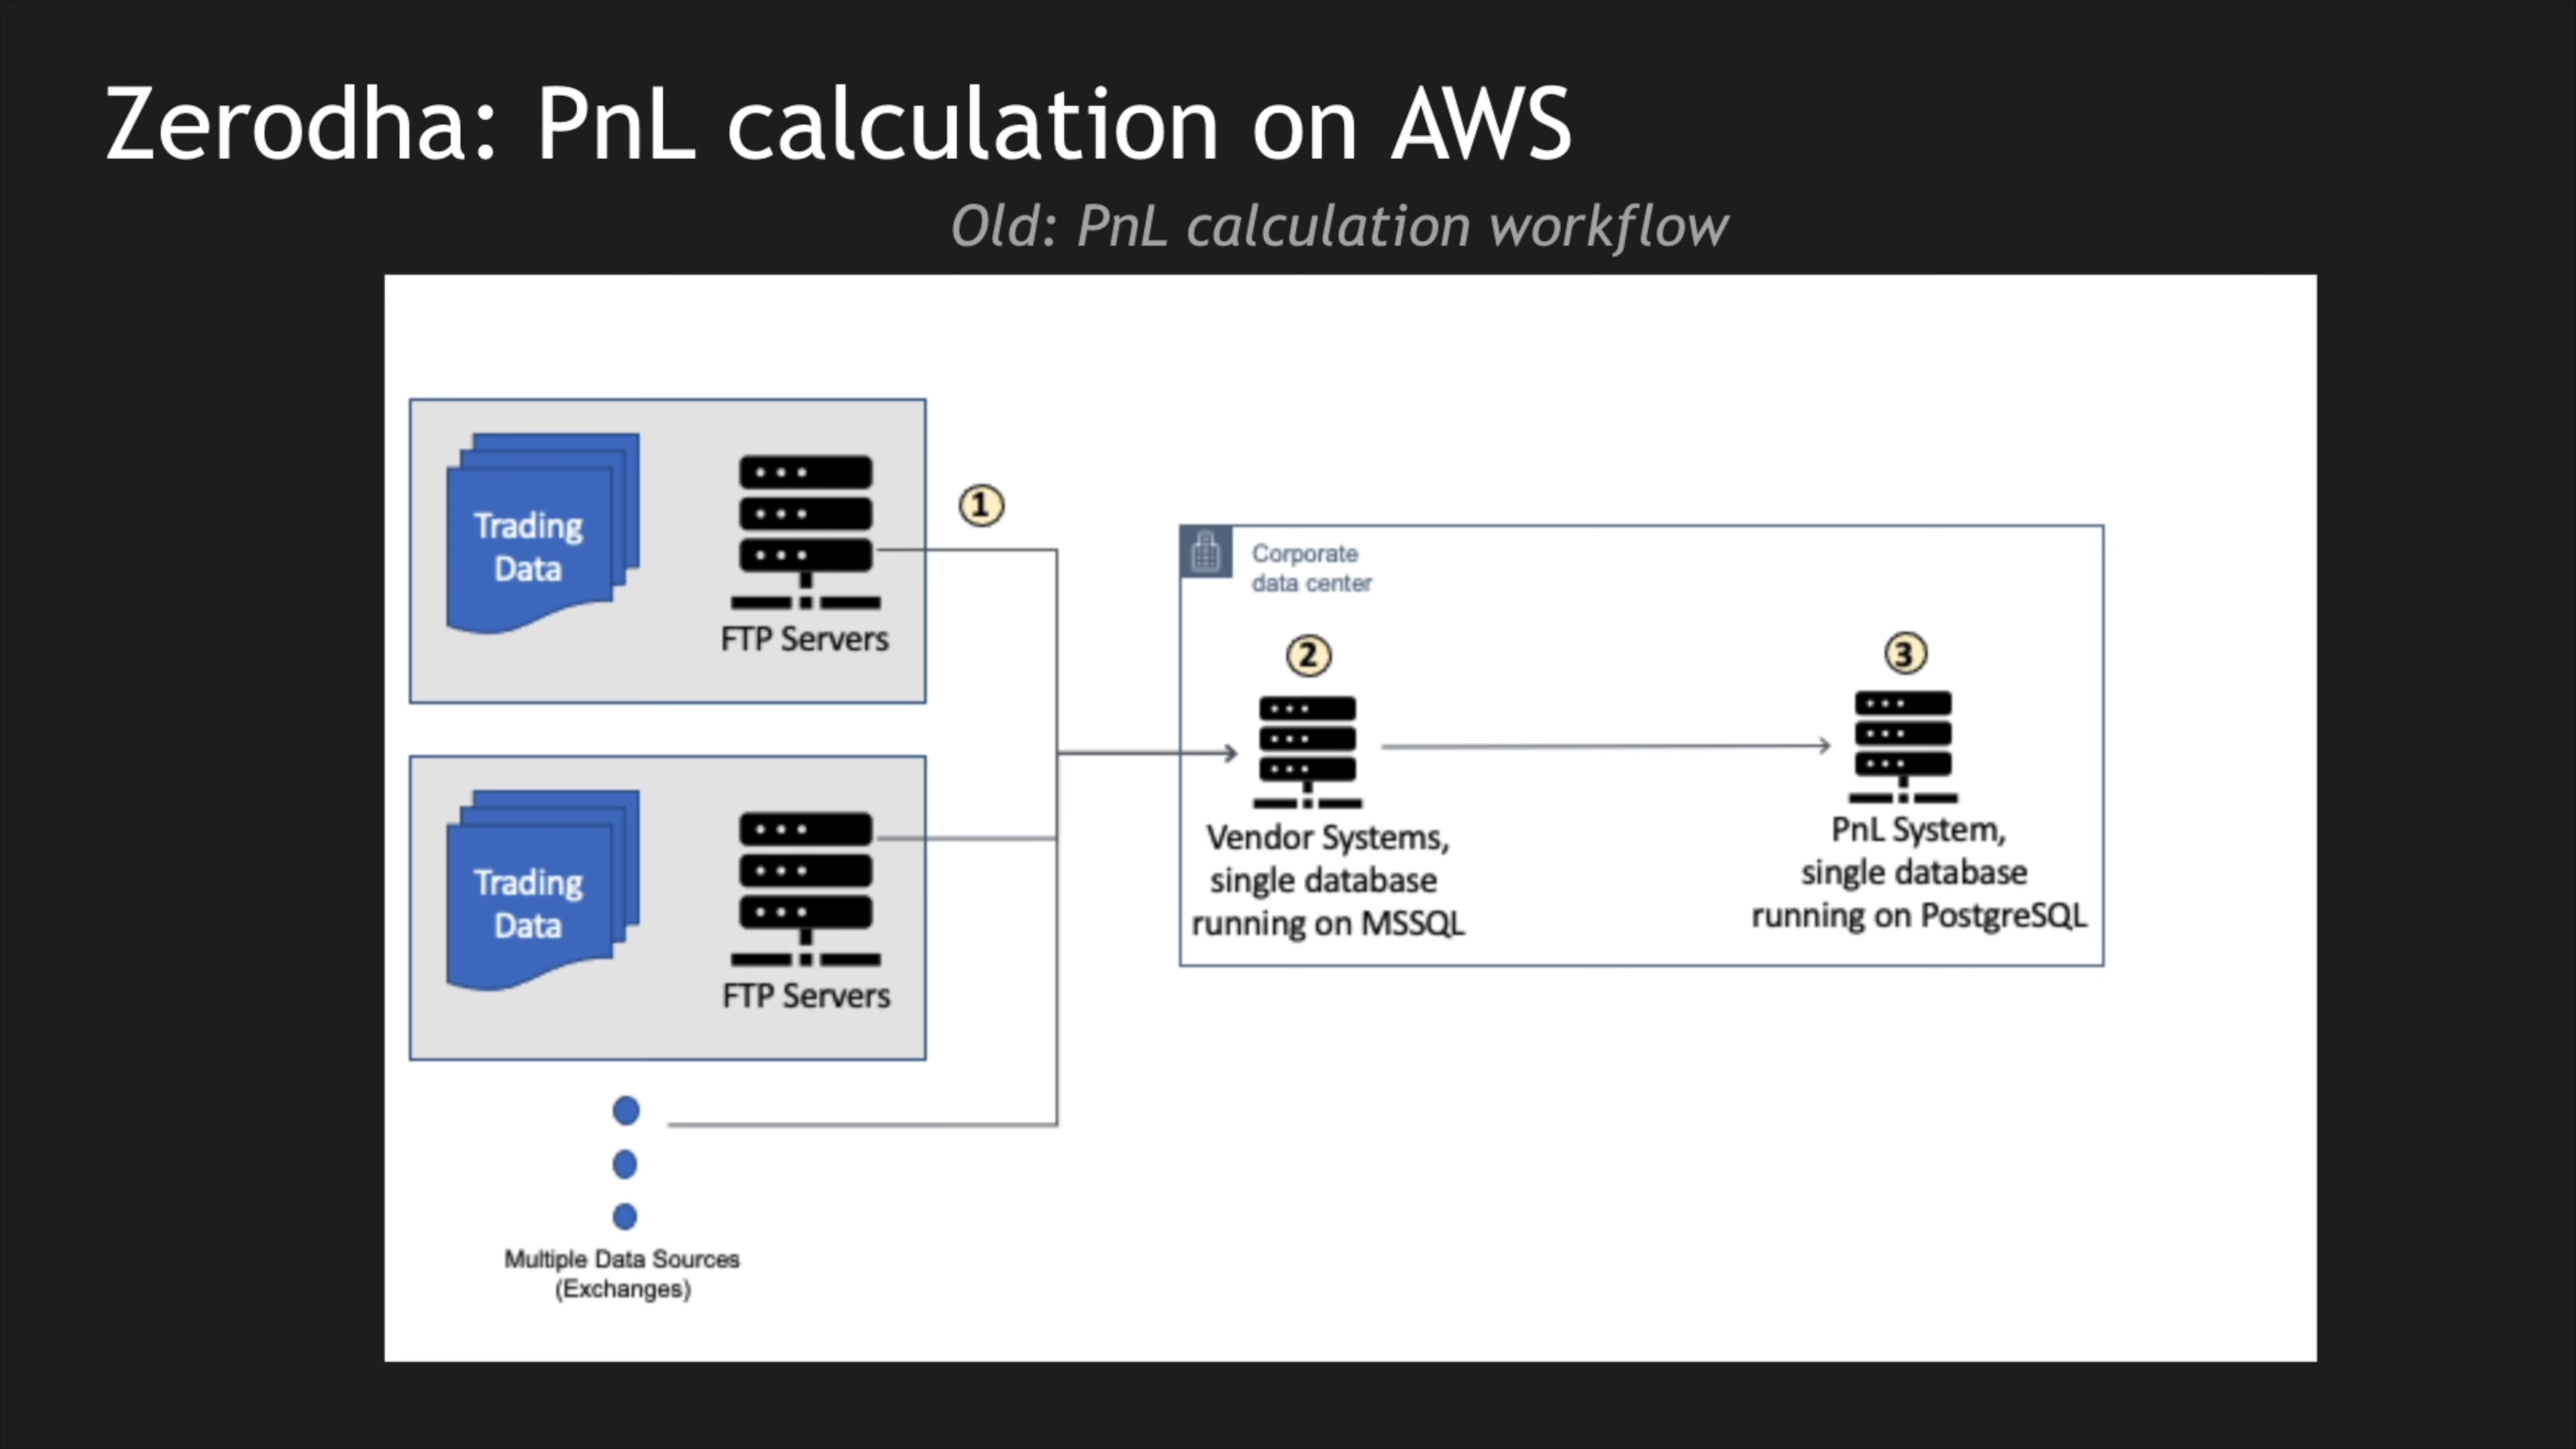 Zerodha: PnL calculation on AWS
Old: PnL calculation workflow
Trading
Data
FTP Servers
1
Trading
Data
FTP Servers
Multiple Data Sources
(Exchanges)
Corporate
data center
2
Vendor Systems,
single database
running on MSSQL
3
PnL System,
single database
running on PostgreSQL